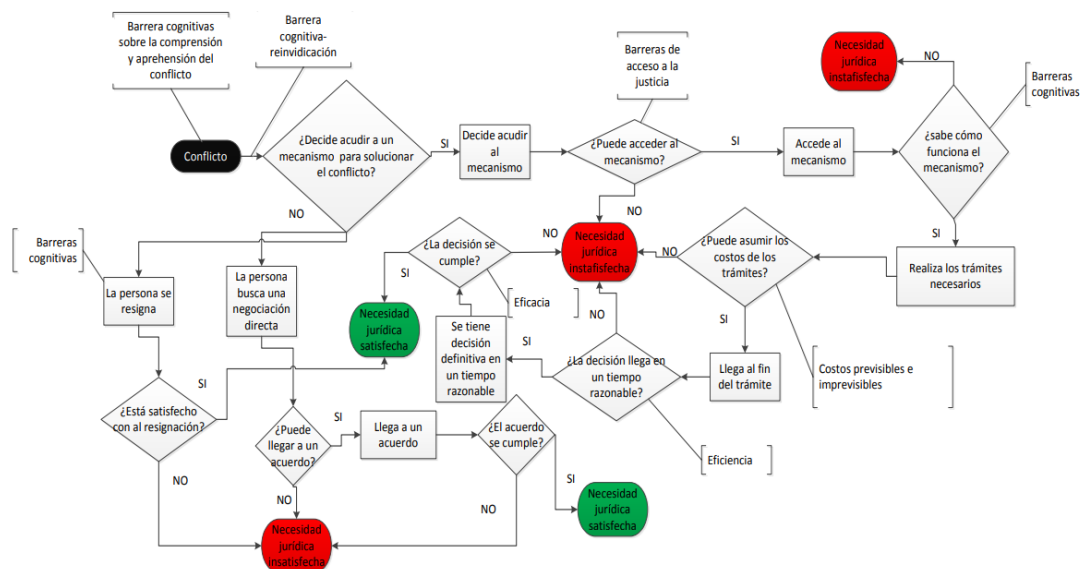 Barrera cognitivas
sobre la comprensión
y aprehensión del
conflicto
Barrera
cognitiva-
reinvidicación
Barreras de
acceso a la
justicia
Necesidad
jurídica
instafisfecha
NO
Barreras
cognitivas
Conflicto
¿Decide acudir a un
mecanismo para solucionar
el conflicto?
SI
Decide acudir
al
mecanismo
¿Puede acceder al
mecanismo?
SI
Accede al
mecanismo
¿sabe cómo
funciona el
mecanismo?
NO
NO
SI
Barreras
cognitivas
La persona se
resigna
La persona
busca una
negociación
directa
¿La decisión se
cumple?
NO
Necesidad
jurídica
instafisfecha
NO
¿Puede asumir los
costos de los
trámites?
Realiza los trámites
necesarios
SI
Eficacia
Necesidad
jurídica
satisfecha
Se tiene
decisión
definitiva en
un tiempo
razonable
SI
NO
¿La decisión llega en
un tiempo
razonable?
SI
Llega al fin
del trámite
Costos previsibles e
imprevisibles
¿Está satisfecho
con al resignación?
SI
¿Puede
llegar a un
acuerdo?
SI
Llega a un
acuerdo
¿El acuerdo
se cumple?
Eficiencia
NO
NO
NO
SI
Necesidad
jurídica
satisfecha
Necesidad
jurídica
insatisfecha